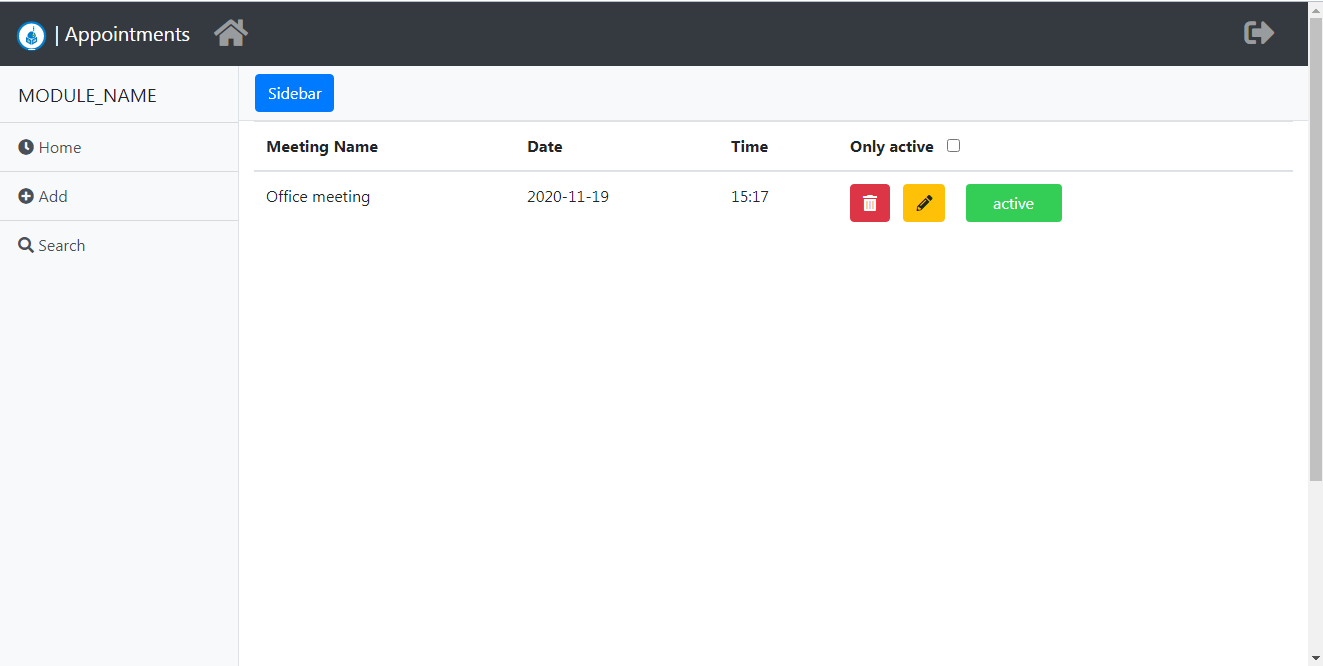 | Appointments
MODULE_NAME
Home
Add
Search
Sidebar
Meeting Name Date Time Only active
Office meeting 2020-11-19 15:17 active